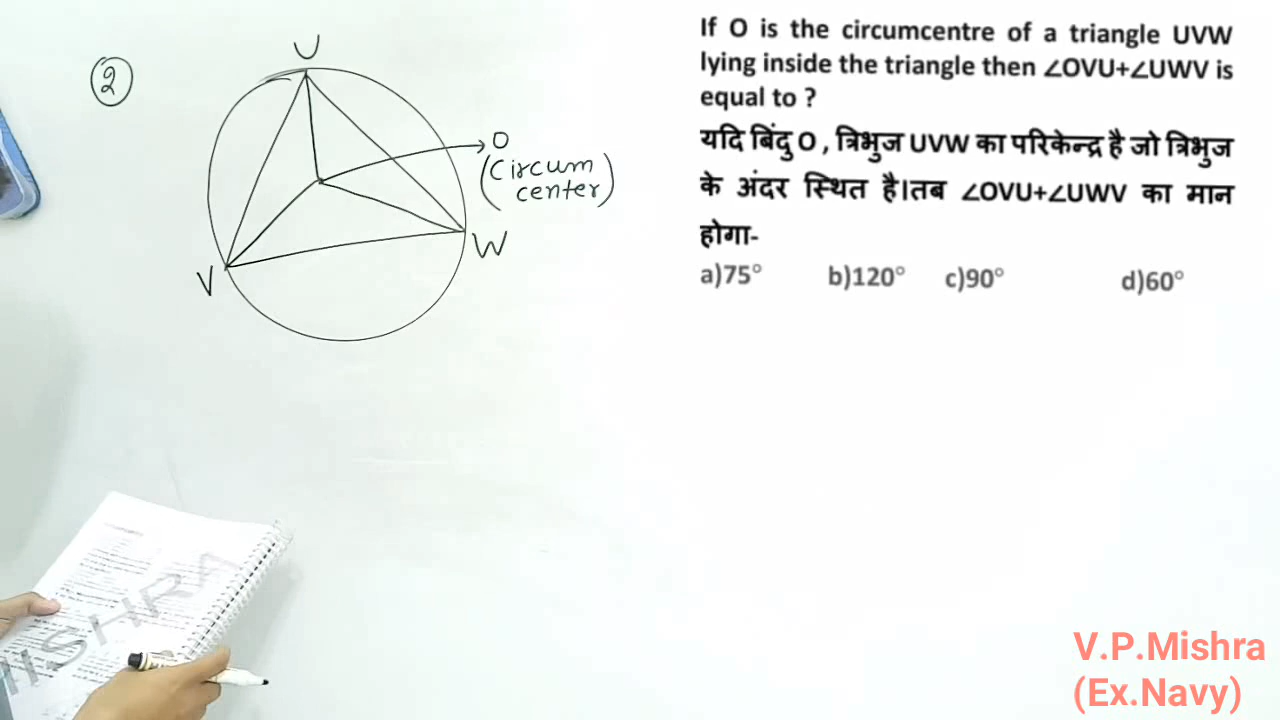 2
U
O
(Circum
center)
W
V
If O is the circumcentre of a triangle UVW
lying inside the triangle then ∠OVU+∠UWV is
equal to ?
यदि बिंदु O , त्रिभुज UVW का परिकेन्द्र है जो त्रिभुज
के अंदर स्थित है।तब ∠OVU+∠UWV का मान
होगा-
a)75° b)120° c)90° d)60°
MISHRA
V.P.Mishra
(Ex.Navy)